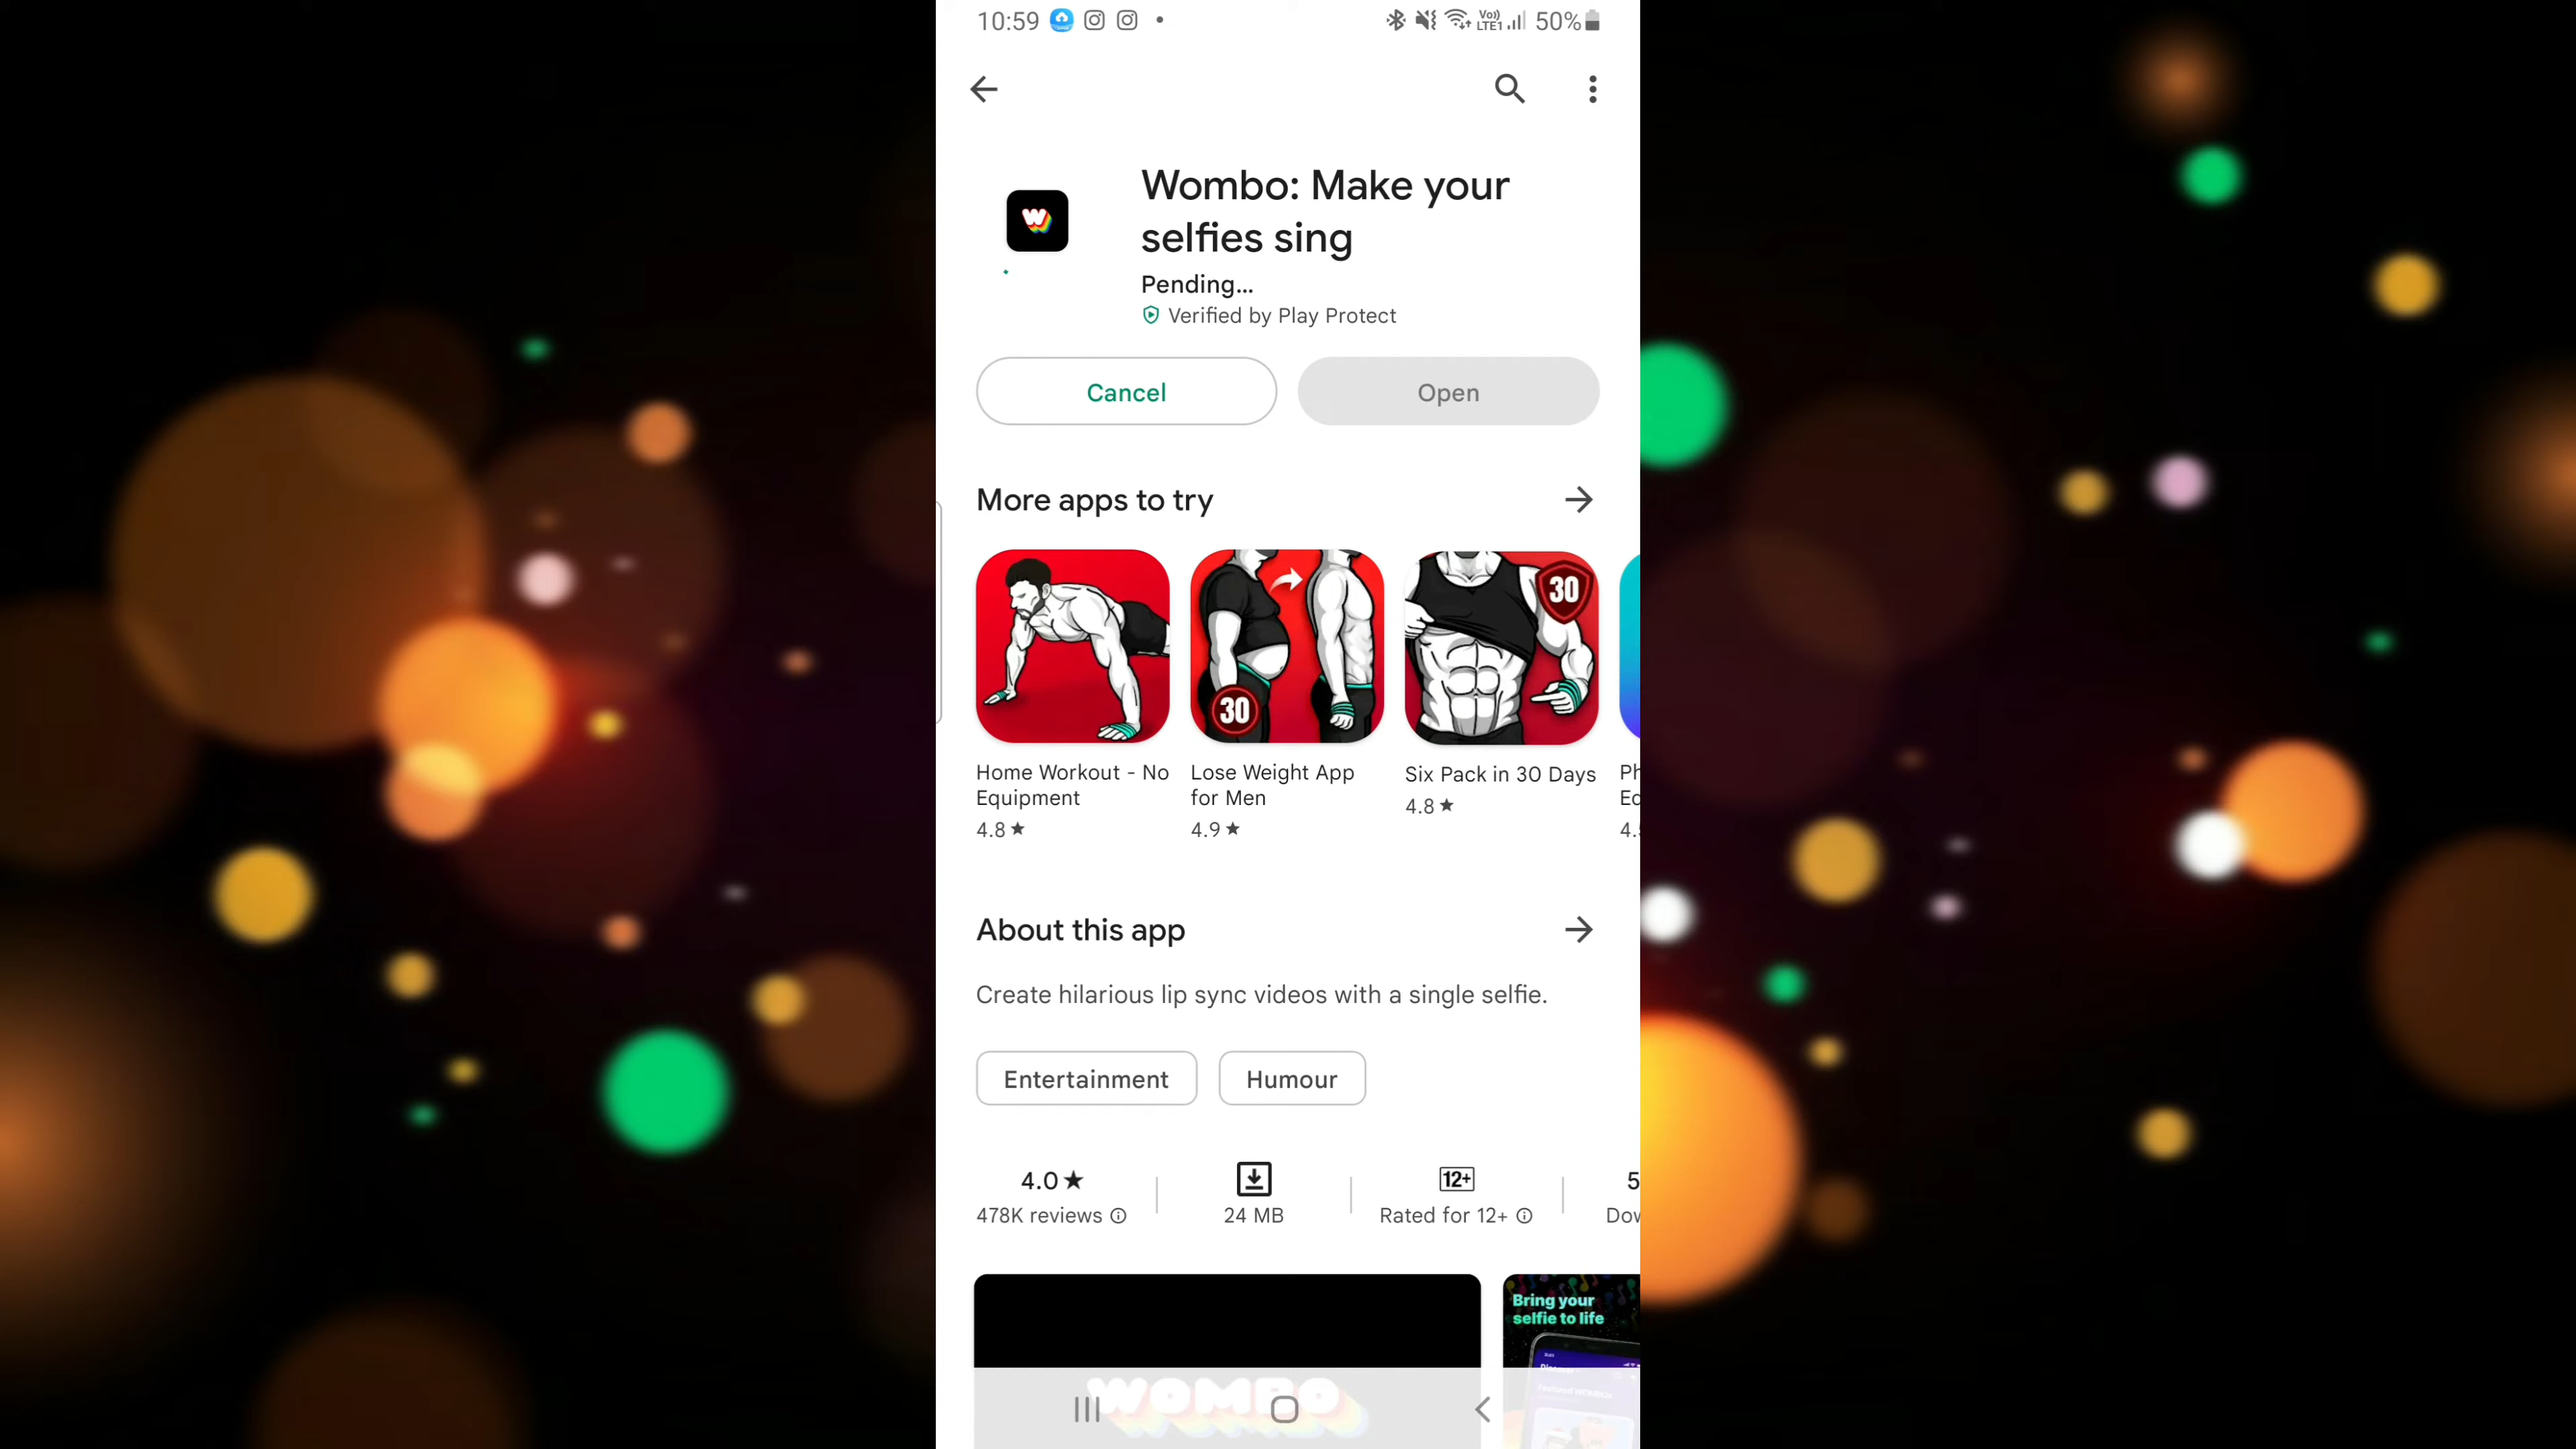 10:59
Vo)) LTE1 50%
Wombo: Make your
selfies sing
Pending...
Verified by Play Protect
Cancel
Open
More apps to try
30
30
Home Workout - No
Equipment
4.8★
Lose Weight App
for Men
4.9★
Six Pack in 30 Days
4.8★
About this app
Create hilarious lip sync videos with a single selfie.
Entertainment
Humour
4.0★
478K reviews
24 MB
12+
Rated for 12+
5
Bring your
selfie to life
WOMBO